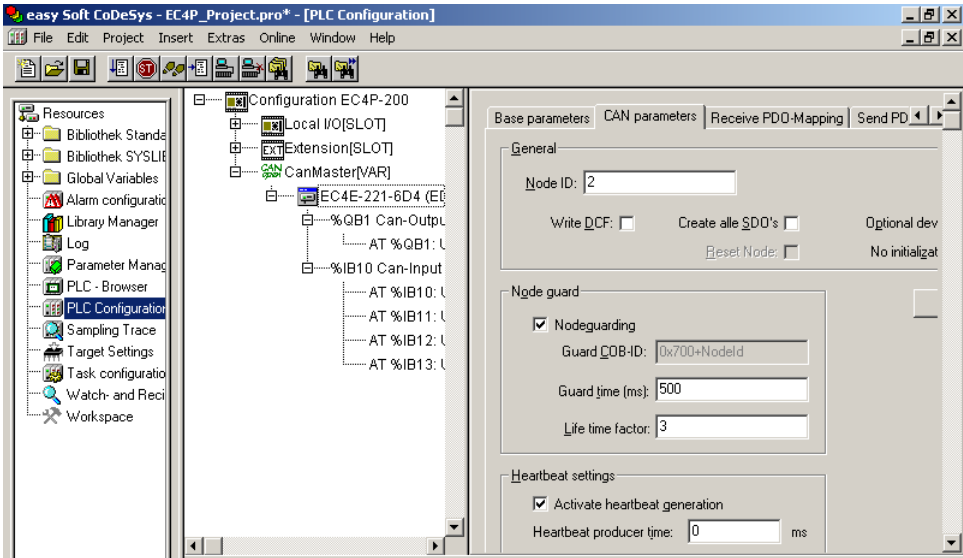 easy Soft CoDeSys - EC4P_Project.pro* - [PLC Configuration]
File Edit Project Insert Extras Online Window Help
Resources
Bibliothek Standa
Bibliothek SYSLIE
Global Variables
Alarm configuratio
Library Manager
Log
Parameter Manag
PLC - Browser
PLC Configuration
Sampling Trace
Target Settings
Task configuratio
Watch- and Reci
Workspace
Configuration EC4P-200
Local I/O[SLOT]
EXT Extension[SLOT]
CAN CanMaster[VAR]
EC4E-221-6D4 (ED
%QB1 Can-Outpu
AT %QB1: U
%IB10 Can-Input
AT %IB10: U
AT %IB11: U
AT %IB12: U
AT %IB13: U
Base parameters CAN parameters Receive PDO-Mapping Send PD
General
Node ID: 2
Write DCF: Create alle SDO's Optional dev
Reset Node: No initializat
Node guard
Nodeguarding
Guard COB-ID: 0x700+NodeId
Guard time (ms): 500
Life time factor: 3
Heartbeat settings
Activate heartbeat generation
Heartbeat producer time: 0 ms